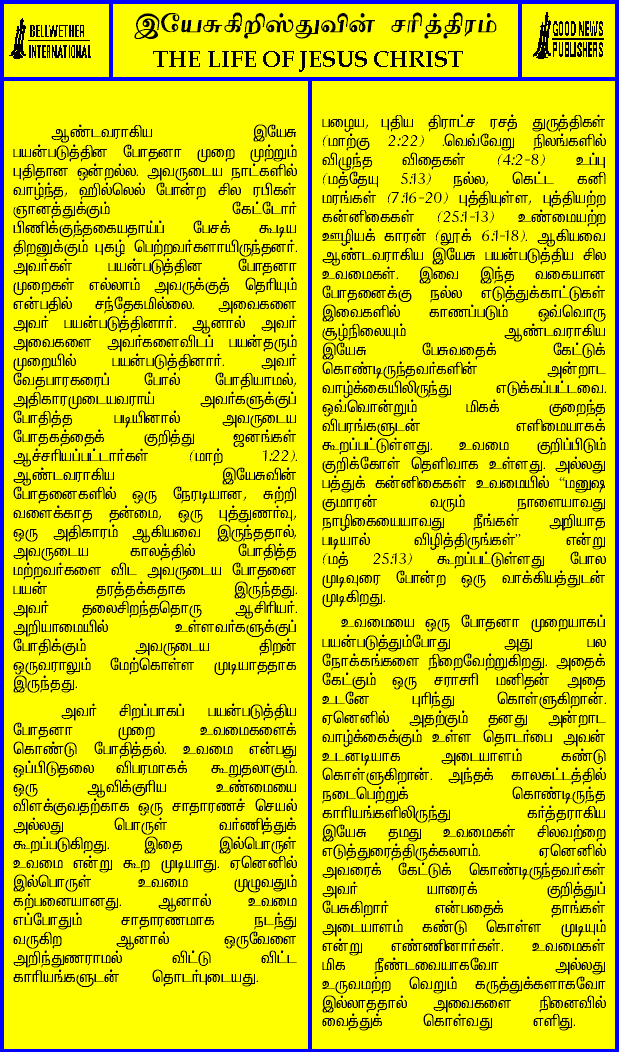 BELLWETHER
INTERNATIONAL
இயேசுகிறிஸ்துவின் சரித்திரம்
THE LIFE OF JESUS CHRIST
GOOD NEWS
PUBLISHERS
ஆண்டவராகிய இயேசு
பயன்படுத்தின போதனா முறை முற்றும்
புதிதான ஒன்றல்ல. அவருடைய நாட்களில்
வாழ்ந்த, ஹில்லெல் போன்ற சில ரபிகள்
ஞானத்துக்கும் கேட்டோர்
பிணிக்குந்தகையதாய்ப் பேசக் கூடிய
திறனுக்கும் புகழ் பெற்றவர்களாயிருந்தனர்.
அவர்கள் பயன்படுத்தின போதனா
முறைகள் எல்லாம் அவருக்குத் தெரியும்
என்பதில் சந்தேகமில்லை. அவைகளை
அவர் பயன்படுத்தினார். ஆனால் அவர்
அவைகளை அவர்களைவிடப் பயன்தரும்
முறையில் பயன்படுத்தினார். அவர்
வேதபாரகரைப் போல் போதியாமல்,
அதிகாரமுடையவராய் அவர்களுக்குப்
போதித்த படியினால் அவருடைய
போதகத்தைக் குறித்து ஜனங்கள்
ஆச்சரியப்பட்டார்கள் (மாற் 1:22).
ஆண்டவராகிய இயேசுவின்
போதனைகளில் ஒரு நேரடியான, சுற்றி
வளைக்காத தன்மை, ஒரு புத்துணர்வு,
ஒரு அதிகாரம் ஆகியவை இருந்ததால்,
அவருடைய காலத்தில் போதித்த
மற்றவர்களை விட அவருடைய போதனை
பயன் தரத்தக்கதாக இருந்தது.
அவர் தலைசிறந்ததொரு ஆசிரியர்.
அறியாமையில் உள்ளவர்களுக்குப்
போதிக்கும் அவருடைய திறன்
ஒருவராலும் மேற்கொள்ள முடியாததாக
இருந்தது.
அவர் சிறப்பாகப் பயன்படுத்திய
போதனா முறை உவமைகளைக்
கொண்டு போதித்தல். உவமை என்பது
ஒப்பிடுதலை விபரமாகக் கூறுதலாகும்.
ஒரு ஆவிக்குரிய உண்மையை
விளக்குவதற்காக ஒரு சாதாரணச் செயல்
அல்லது பொருள் வர்ணித்துக்
கூறப்படுகிறது. இதை இல்பொருள்
உவமை என்று கூற முடியாது. ஏனெனில்
இல்பொருள் உவமை முழுவதும்
கற்பனையானது. ஆனால் உவமை
எப்போதும் சாதாரணமாக நடந்து
வருகிற ஆனால் ஒருவேளை
அறிந்துணராமல் விட்டு விட்ட
காரியங்களுடன் தொடர்புடையது.
பழைய, புதிய திராட்ச ரசத் துருத்திகள்
(மாற்கு 2:22) .வெவ்வேறு நிலங்களில்
விழுந்த விதைகள் (4:2-8) உப்பு
(மத்தேயு 5:13) நல்ல, கெட்ட கனி
மரங்கள் (7:16-20) புத்தியுள்ள, புத்தியற்ற
கன்னிகைகள் (25:1-13) உண்மையற்ற
ஊழியக் காரன் (லூக் 6:1-18). ஆகியவை
ஆண்டவராகிய இயேசு பயன்படுத்திய சில
உவமைகள். இவை இந்த வகையான
போதனைக்கு நல்ல எடுத்துக்காட்டுகள்
இவைகளில் காணப்படும் ஒவ்வொரு
சூழ்நிலையும் ஆண்டவராகிய
இயேசு பேசுவதைக் கேட்டுக்
கொண்டிருந்தவர்களின் அன்றாட
வாழ்க்கையிலிருந்து எடுக்கப்பட்டவை.
ஒவ்வொன்றும் மிகக் குறைந்த
விபரங்களுடன் எளிமையாகக்
கூறப்பட்டுள்ளது. உவமை குறிப்பிடும்
குறிக்கோள் தெளிவாக உள்ளது. அல்லது
பத்துக் கன்னிகைகள் உவமையில் “மனுஷ
குமாரன் வரும் நாளையாவது
நாழிகையையாவது நீங்கள் அறியாத
படியால் விழித்திருங்கள்” என்று
(மத் 25:13) கூறப்பட்டுள்ளது போல
முடிவுரை போன்ற ஒரு வாக்கியத்துடன்
முடிகிறது.
உவமையை ஒரு போதனா முறையாகப்
பயன்படுத்தும்போது அது பல
நோக்கங்களை நிறைவேற்றுகிறது. அதைக்
கேட்கும் ஒரு சராசரி மனிதன் அதை
உடனே புரிந்து கொள்ளுகிறான்.
ஏனெனில் அதற்கும் தனது அன்றாட
வாழ்க்கைக்கும் உள்ள தொடர்பை அவன்
உடனடியாக அடையாளம் கண்டு
கொள்ளுகிறான். அந்தக் காலகட்டத்தில்
நடைபெற்றுக் கொண்டிருந்த
காரியங்களிலிருந்து கர்த்தராகிய
இயேசு தமது உவமைகள் சிலவற்றை
எடுத்துரைத்திருக்கலாம். ஏனெனில்
அவரைக் கேட்டுக் கொண்டிருந்தவர்கள்
அவர் யாரைக் குறித்துப்
பேசுகிறார் என்பதைத் தாங்கள்
அடையாளம் கண்டு கொள்ள முடியும்
என்று எண்ணினார்கள். உவமைகள்
மிக நீண்டவையாகவோ அல்லது
உருவமற்ற வெறும் கருத்துக்களாகவோ
இல்லாததால் அவைகளை நினைவில்
வைத்துக் கொள்வது எளிது.